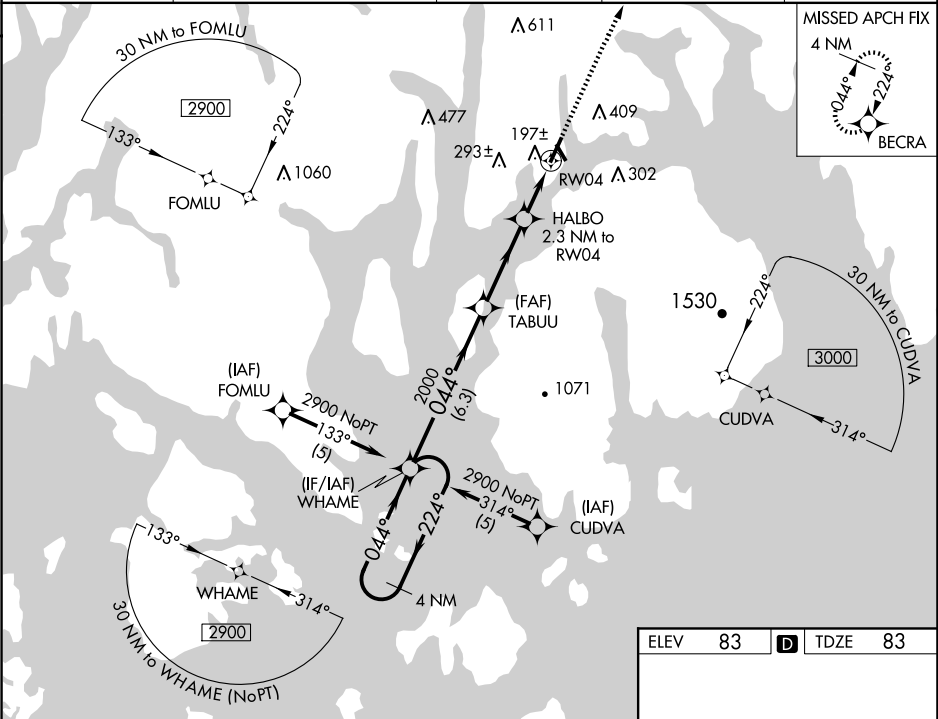 611
MISSED APCH FIX
4 NM
044°
224°
BECRA
30 NM to FOMLU
2900
224°
133°
FOMLU
1060
477
409
197±
293±
RW04
302
HALBO
2.3 NM to
RW04
(FAF)
TABUU
1530
224°
30 NM to CUDVA
3000
CUDVA
314°
(IAF)
FOMLU
2900 NoPT
133°
(5)
2000
044°
(6.3)
1071
(IF/IAF)
WHAME
2900 NoPT
314°
(5)
(IAF)
CUDVA
044°
224°
4 NM
133°
WHAME
314°
2900
30 NM to WHAME (NoPT)
ELEV 83 D TDZE 83